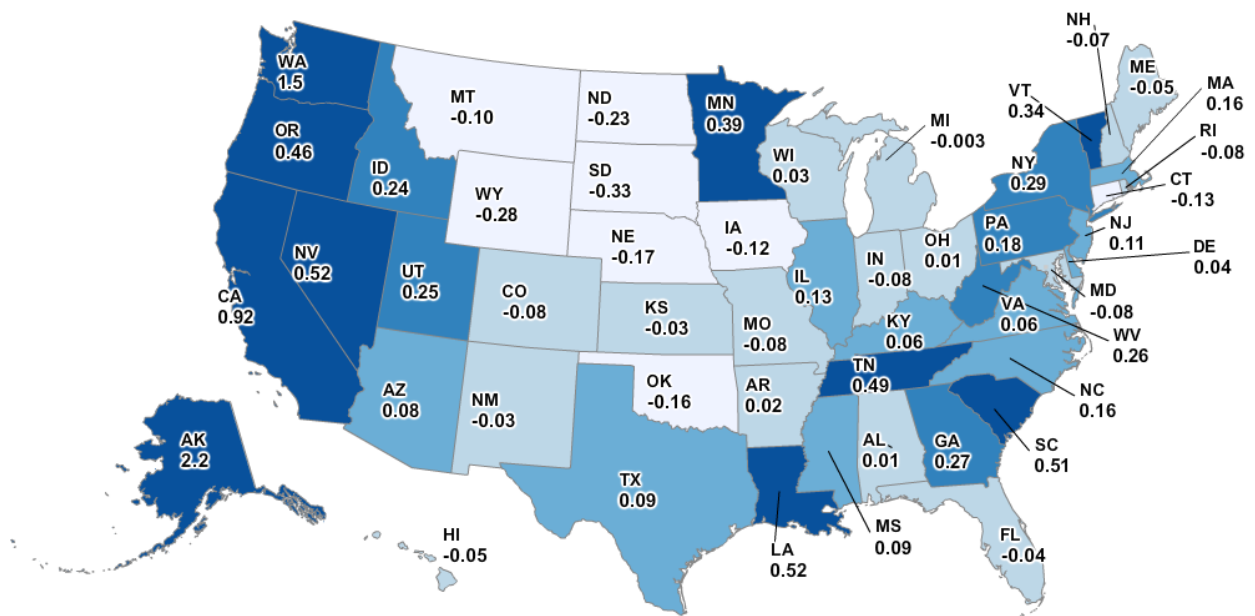 WA
1.5
OR
0.46
CA
0.92
NV
0.52
ID
0.24
UT
0.25
AZ
0.08
MT
-0.10
WY
-0.28
CO
-0.08
NM
-0.03
ND
-0.23
SD
-0.33
NE
-0.17
KS
-0.03
OK
-0.16
TX
0.09
MN
0.39
IA
-0.12
MO
-0.08
AR
0.02
LA
0.52
WI
0.03
IL
0.13
MI
-0.003
IN
-0.08
OH
0.01
KY
0.06
TN
0.49
MS
0.09
AL
0.01
GA
0.27
FL
-0.04
SC
0.51
NC
0.16
VA
0.06
WV
0.26
MD
-0.08
DE
0.04
NJ
0.11
PA
0.18
NY
0.29
CT
-0.13
RI
-0.08
MA
0.16
VT
0.34
NH
-0.07
ME
-0.05
AK
2.2
HI
-0.05